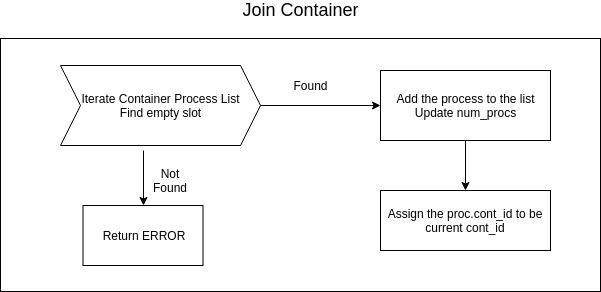 Join Container
Iterate Container Process List
Find empty slot
Found
Add the process to the list
Update num_procs
Not
Found
Return ERROR
Assign the proc.cont_id to be
current cont_id